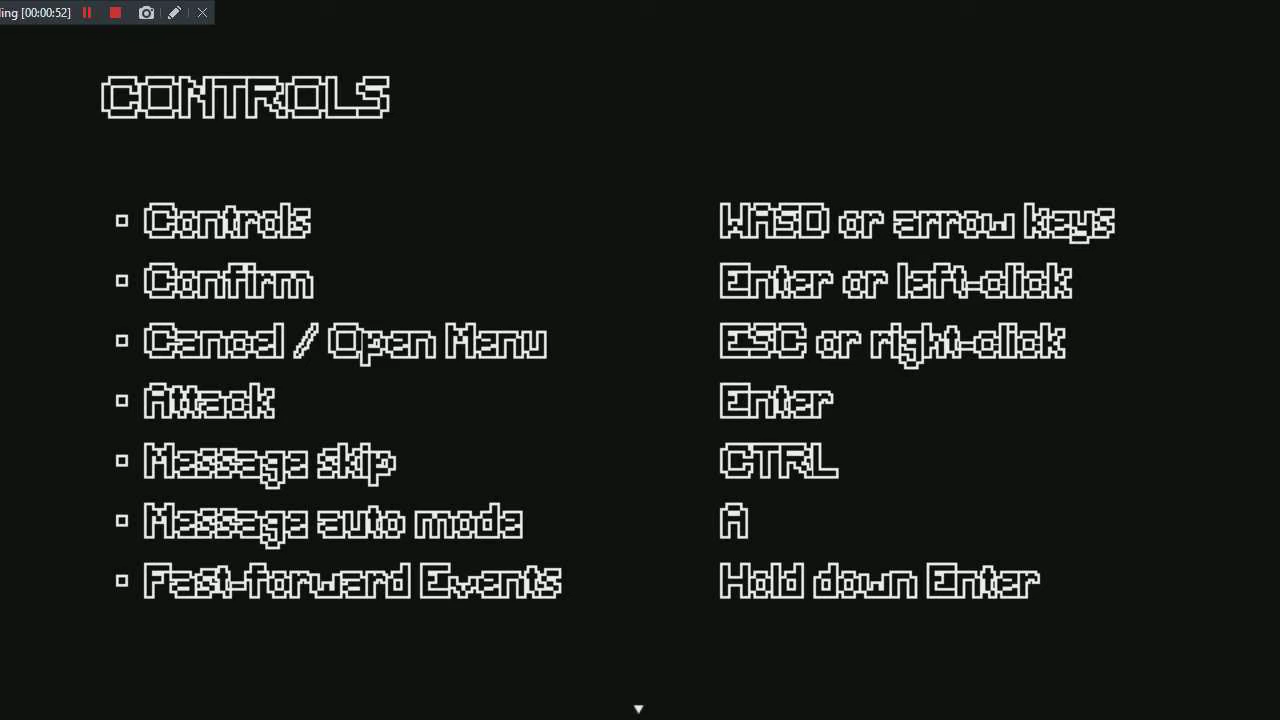 ling [00:00:52]
CONTROLS
▫ Controls WASD or arrow keys
▫ Confirm Enter or left-click
▫ Cancel / Open Menu ESC or right-click
▫ Attack Enter
▫ Message skip CTRL
▫ Message auto mode A
▫ Fast-forward Events Hold down Enter